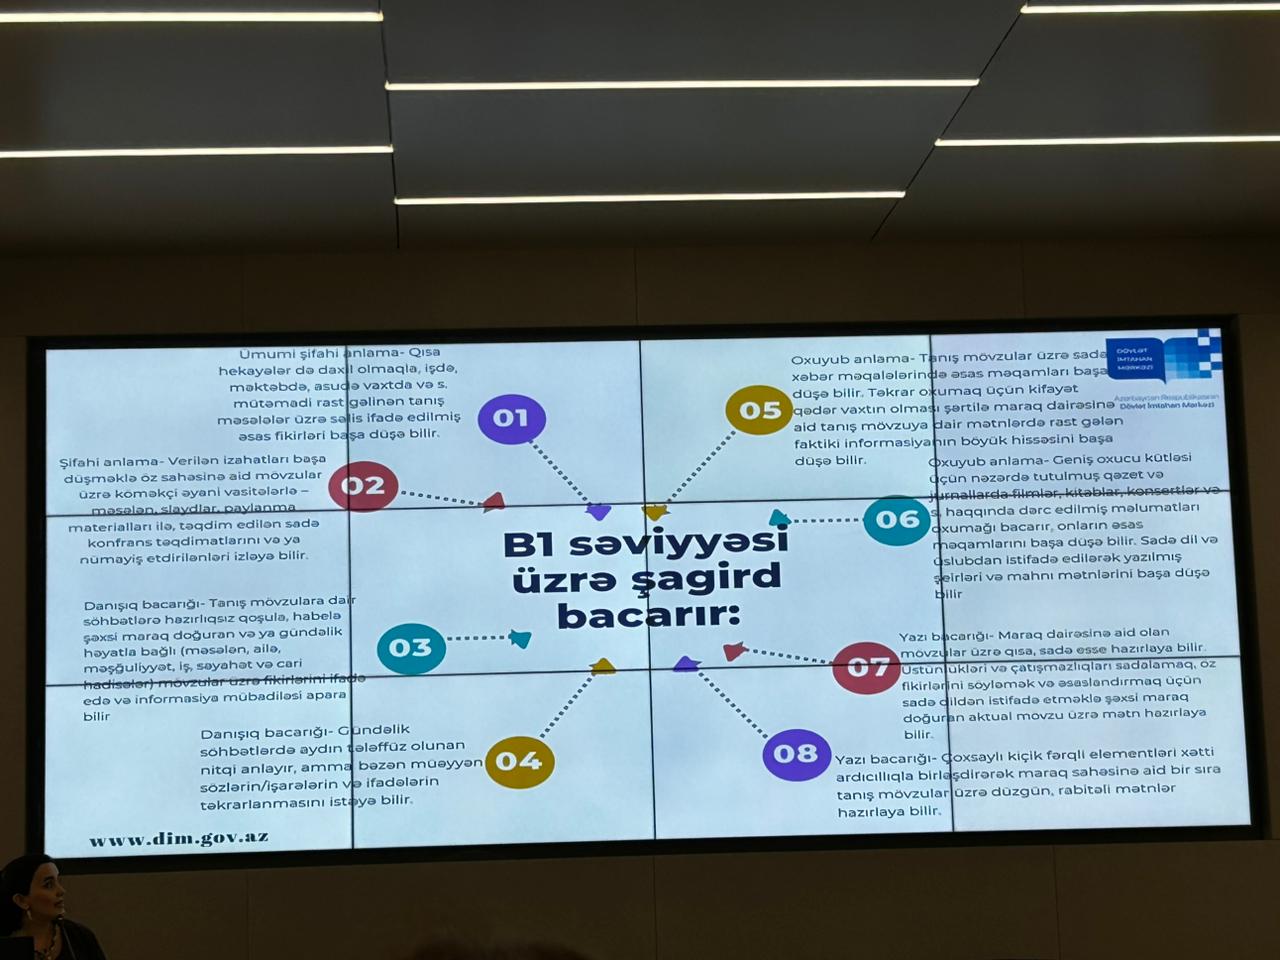 Ümumi şifahi anlama- Qısa
hekayələr də daxil olmaqla, işdə,
məktəbdə, asudə vaxtda və s.
mütəmadi rast gəlinən tanış
məsələlər üzrə səlis ifadə edilmiş
əsas fikirləri başa düşə bilir.
01
Şifahi anlama- Verilən izahatları başa
düşməklə öz sahəsinə aid mövzular
üzrə köməkçi əyani vasitələrlə –
məsələn, slaydlar, paylanma
materialları ilə, təqdim edilən sadə
konfrans təqdimatlarını və ya
nümayiş etdirilənləri izləyə bilir.
02
Danışıq bacarığı- Tanış mövzulara dair
söhbətlərə hazırlıqsız qoşula, habelə
şəxsi maraq doğuran və ya gündəlik
həyatla bağlı (məsələn, ailə,
məşğuliyyət, iş, səyahət və cari
hadisələr) mövzular üzrə fikirlərini ifadə
edə və informasiya mübadiləsi apara
bilir
03
Danışıq bacarığı- Gündəlik
söhbətlərdə aydın tələffüz olunan
nitqi anlayır, amma bəzən müəyyən
sözlərin/işarələrin və ifadələrin
təkrarlanmasını istəyə bilir.
04
B1 səviyyəsi
üzrə şagird
bacarır:
05
Oxuyub anlama- Tanış mövzular üzrə sadə
xəbər məqalələrində əsas məqamları başa
düşə bilir. Təkrar oxumaq üçün kifayət
qədər vaxtın olması şərtilə maraq dairəsinə
aid tanış mövzuya dair mətnlərdə rast gələn
faktiki informasiyanın böyük hissəsini başa
düşə bilir.
06
Oxuyub anlama- Geniş oxucu kütləsi
üçün nəzərdə tutulmuş qəzet və
jurnallarda filmlər, kitablar, konsertlər və
s. haqqında dərc edilmiş məlumatları
oxumağı bacarır, onların əsas
məqamlarını başa düşə bilir. Sadə dil və
üslubdan istifadə edilərək yazılmış
şeirləri və mahnı mətnlərini başa düşə
bilir
07
Yazı bacarığı- Maraq dairəsinə aid olan
mövzular üzrə qısa, sadə esse hazırlaya bilir.
Üstünlükləri və çatışmazlıqları sadalamaq, öz
fikirlərini söyləmək və əsaslandırmaq üçün
sadə dildən istifadə etməklə şəxsi maraq
doğuran aktual mövzu üzrə mətn hazırlaya
bilir.
08
Yazı bacarığı- Çoxsaylı kiçik fərqli elementləri xətti
ardıcıllıqla birləşdirərək maraq sahəsinə aid bir sıra
tanış mövzular üzrə düzgün, rabitəli mətnlər
hazırlaya bilir.
DÖVLƏT
İMTAHAN
MƏRKƏZİ
Azərbaycan Respublikasının
Dövlət İmtahan Mərkəzi
www.dim.gov.az